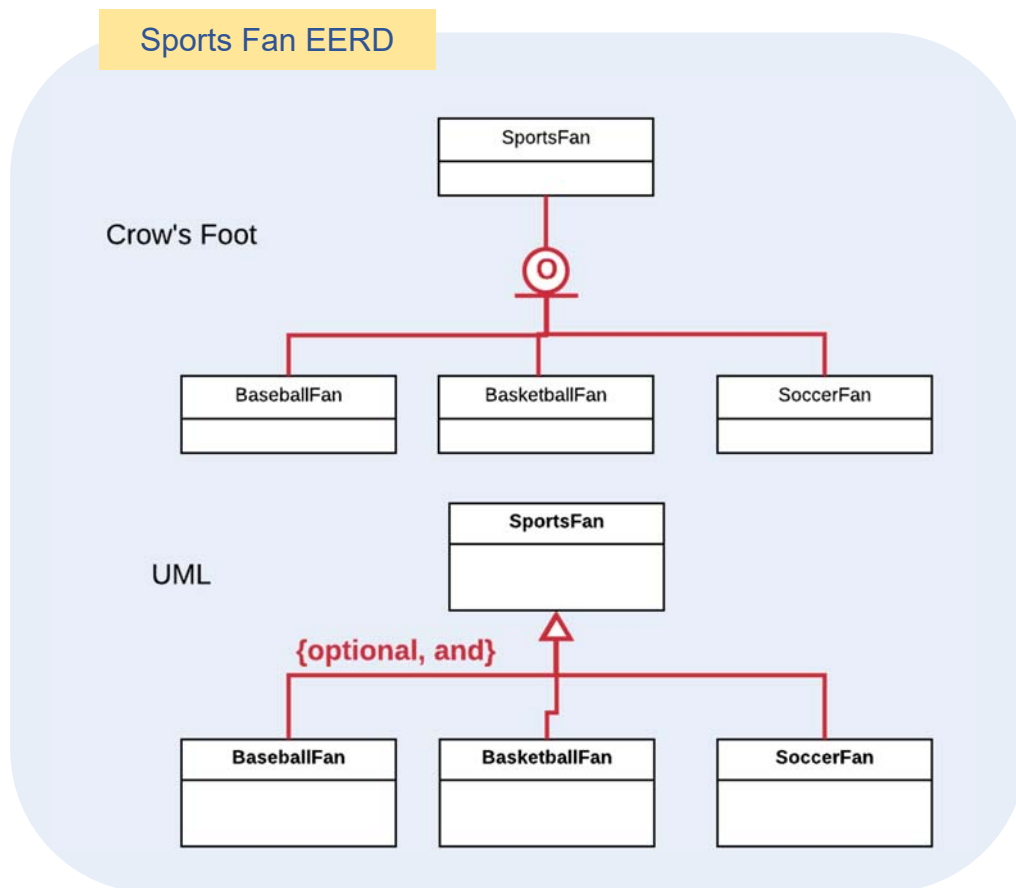 Sports Fan EERD
SportsFan
Crow's Foot
O
BaseballFan
BasketballFan
SoccerFan
SportsFan
UML
{optional, and}
BaseballFan
BasketballFan
SoccerFan